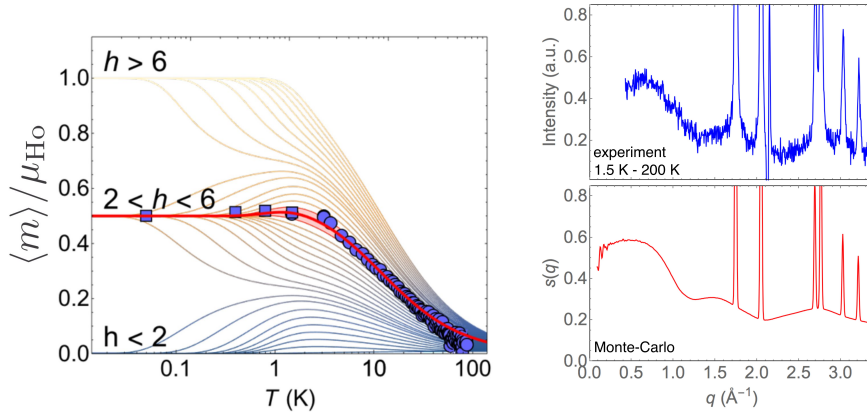 ⟨m⟩/μHo
1.0
0.8
0.6
0.4
0.2
0.0
h > 6
2 < h < 6
h < 2
0.1
1
10
T (K)
Intensity (a.u.)
0.8
0.6
0.4
0.2
experiment
1.5 K - 200 K
s(q)
0.8
0.6
0.4
0.2
0.0
Monte-Carlo
0.0 0.5 1.0 1.5 2.0 2.5 3.0
q (Å⁻¹)